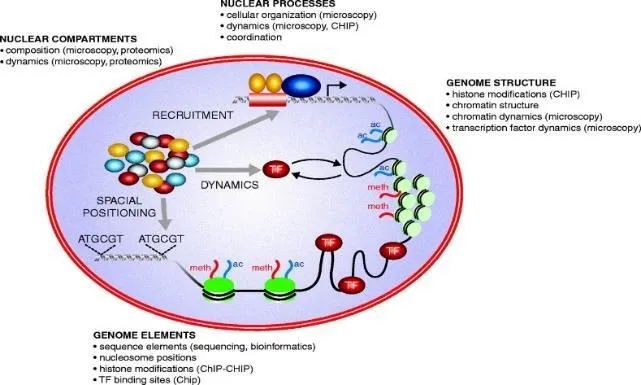 NUCLEAR PROCESSES
• cellular organization (microscopy)
• dynamics (microscopy, CHIP)
• coordination
NUCLEAR COMPARTMENTS
• composition (microscopy, proteomics)
• dynamics (microscopy, proteomics)
GENOME STRUCTURE
• histone modifications (CHIP)
• chromatin structure
• chromatin dynamics (microscopy)
• transcription factor dynamics (microscopy)
RECRUITMENT
ac
ac
TF
DYNAMICS
ac
meth
meth
SPACIAL
POSITIONING
ATGCGT ATGCGT
TF
meth ac meth ac
TF
TF
GENOME ELEMENTS
• sequence elements (sequencing, bioinformatics)
• nucleosome positions
• histone modifications (ChIP-CHIP)
• TF binding sites (Chip)